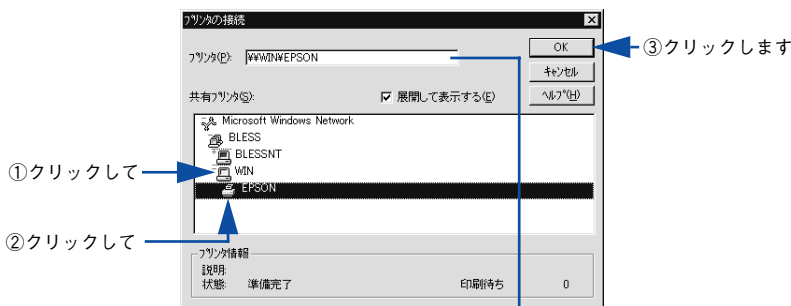 プリンタの接続
プリンタ(P): ¥¥WIN¥EPSON
OK
③クリックします
キャンセル
共有プリンタ(S):
展開して表示する(E)
ヘルプ(H)
Microsoft Windows Network
BLESS
BLESSNT
①クリックして
WIN
EPSON
②クリックして
プリンタ情報
説明:
状態: 準備完了
印刷待ち 0